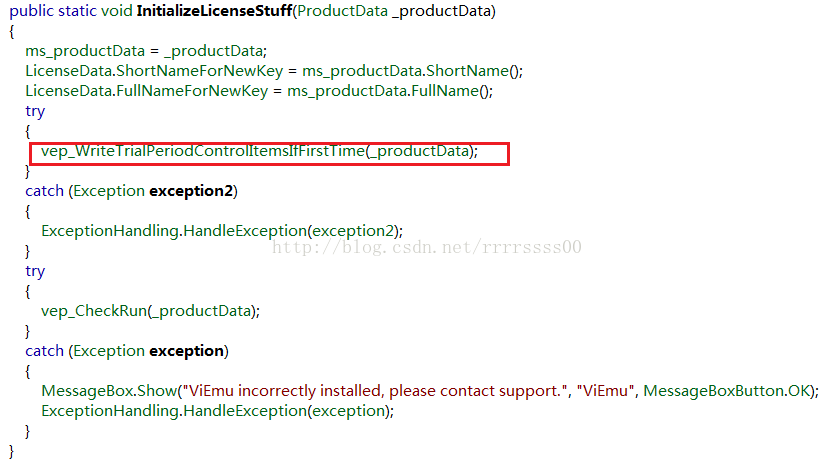 public static void InitializeLicenseStuff(ProductData _productData)
{
ms_productData = _productData;
LicenseData.ShortNameForNewKey = ms_productData.ShortName();
LicenseData.FullNameForNewKey = ms_productData.FullName();
try
{
vep_WriteTrialPeriodControlItemsIfFirstTime(_productData);
}
catch (Exception exception2)
{
ExceptionHandling.HandleException(exception2);
http://blog.csdn.net/rrrrssss00
}
try
{
vep_CheckRun(_productData);
}
catch (Exception exception)
{
MessageBox.Show("ViEmu incorrectly installed, please contact support.", "ViEmu", MessageBoxButton.OK);
ExceptionHandling.HandleException(exception);
}
}